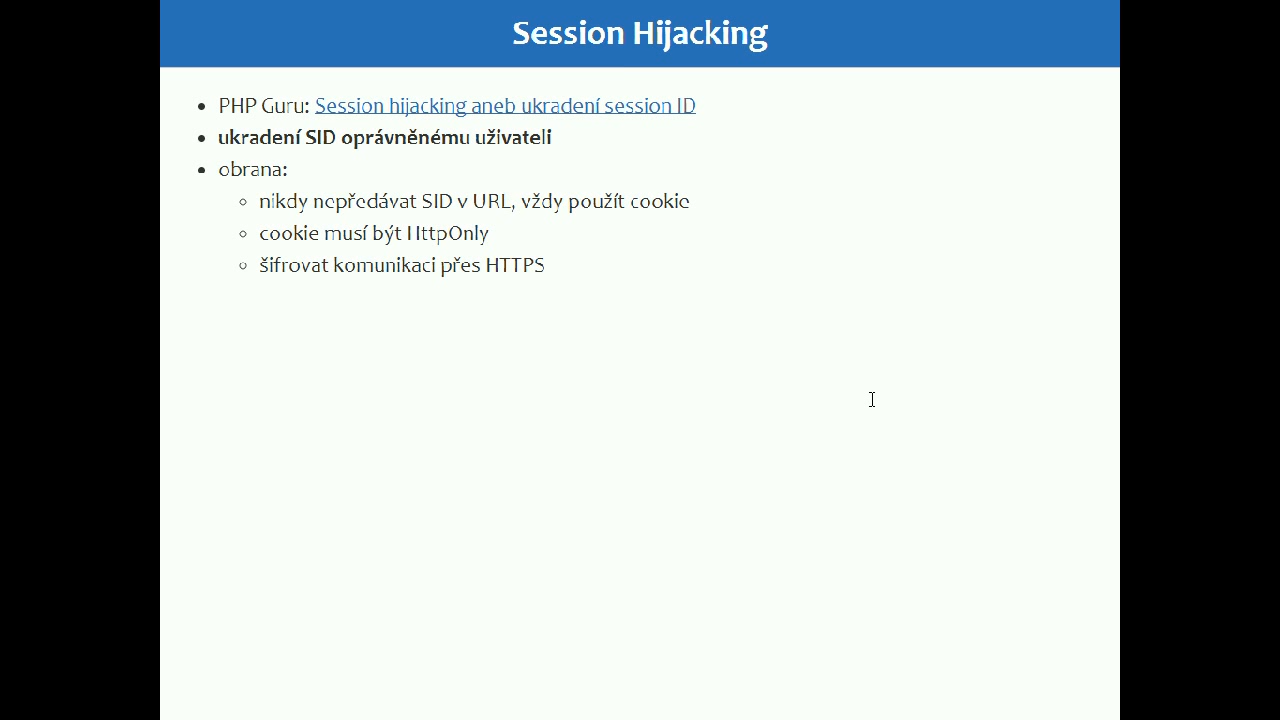 Session Hijacking
PHP Guru: Session hijacking aneb ukradení session ID
ukradení SID oprávněnému uživateli
obrana:
nikdy nepředávat SID v URL, vždy použít cookie
cookie musí být HttpOnly
šifrovat komunikaci přes HTTPS